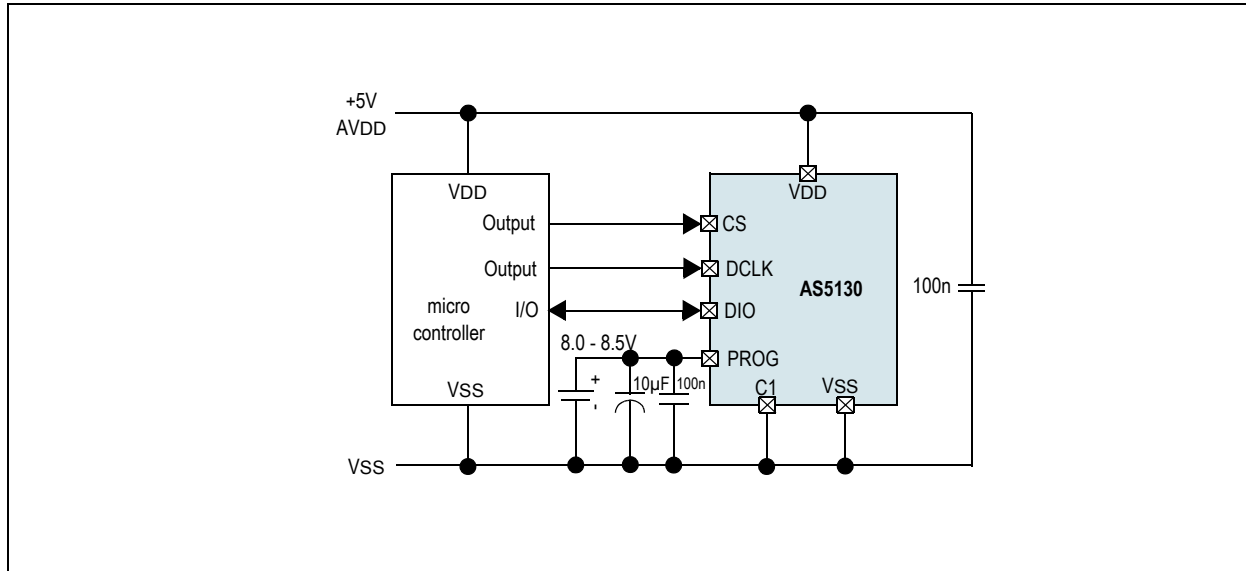 +5V
AVDD
VDD
VDD
Output
CS
Output
DCLK
AS5130
100n
micro
controller
I/O
DIO
8.0 - 8.5V
PROG
+
-
10µF
100n
C1
VSS
VSS
VSS